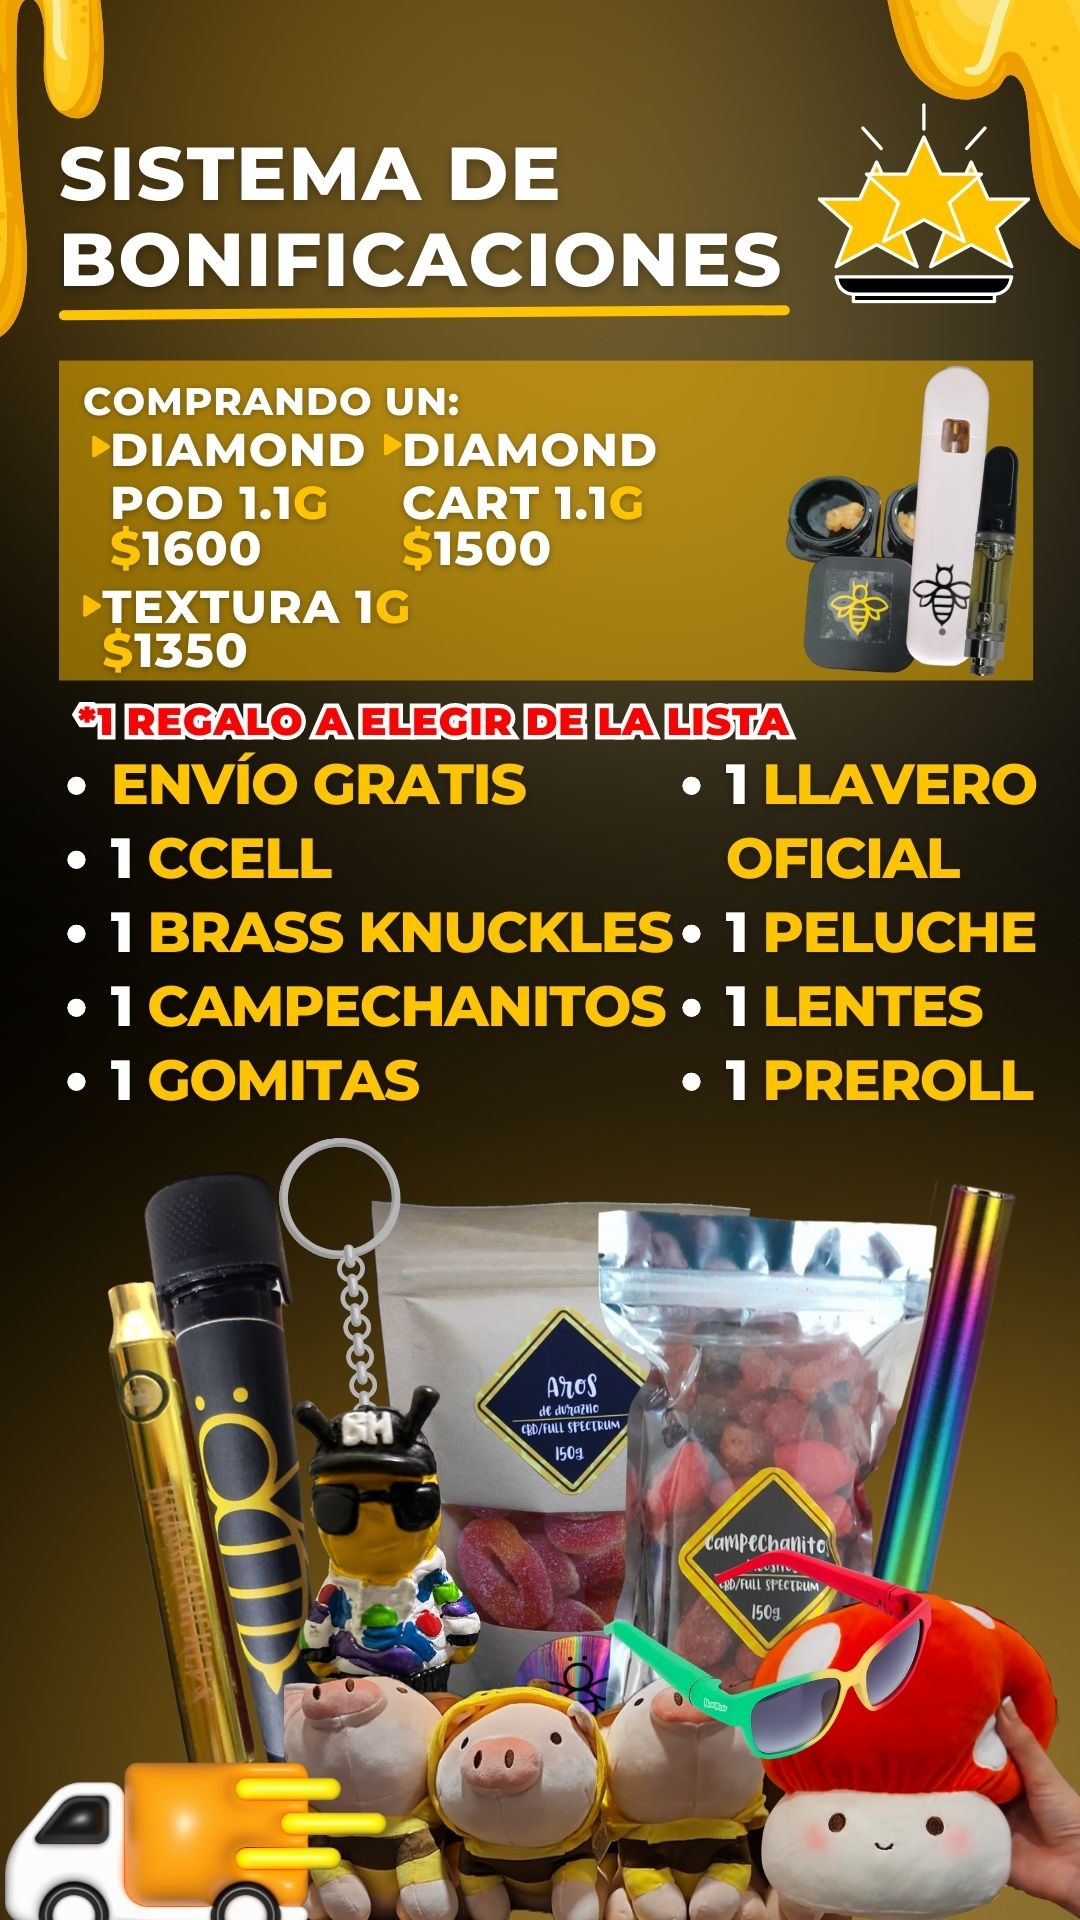 SISTEMA DE
BONIFICACIONES
COMPRANDO UN:
DIAMOND
POD 1.1G
$1600
DIAMOND
CART 1.1G
$1500
TEXTURA 1G
$1350
*1 REGALO A ELEGIR DE LA LISTA
• ENVÍO GRATIS
• 1 CCELL
• 1 BRASS KNUCKLES
• 1 CAMPECHANITOS
• 1 GOMITAS
• 1 LLAVERO
OFICIAL
• 1 PELUCHE
• 1 LENTES
• 1 PREROLL
BH
Aros
de durazno
CBD/FULL SPECTRUM
150g
campechanito
CBD/FULL SPECTRUM
150g